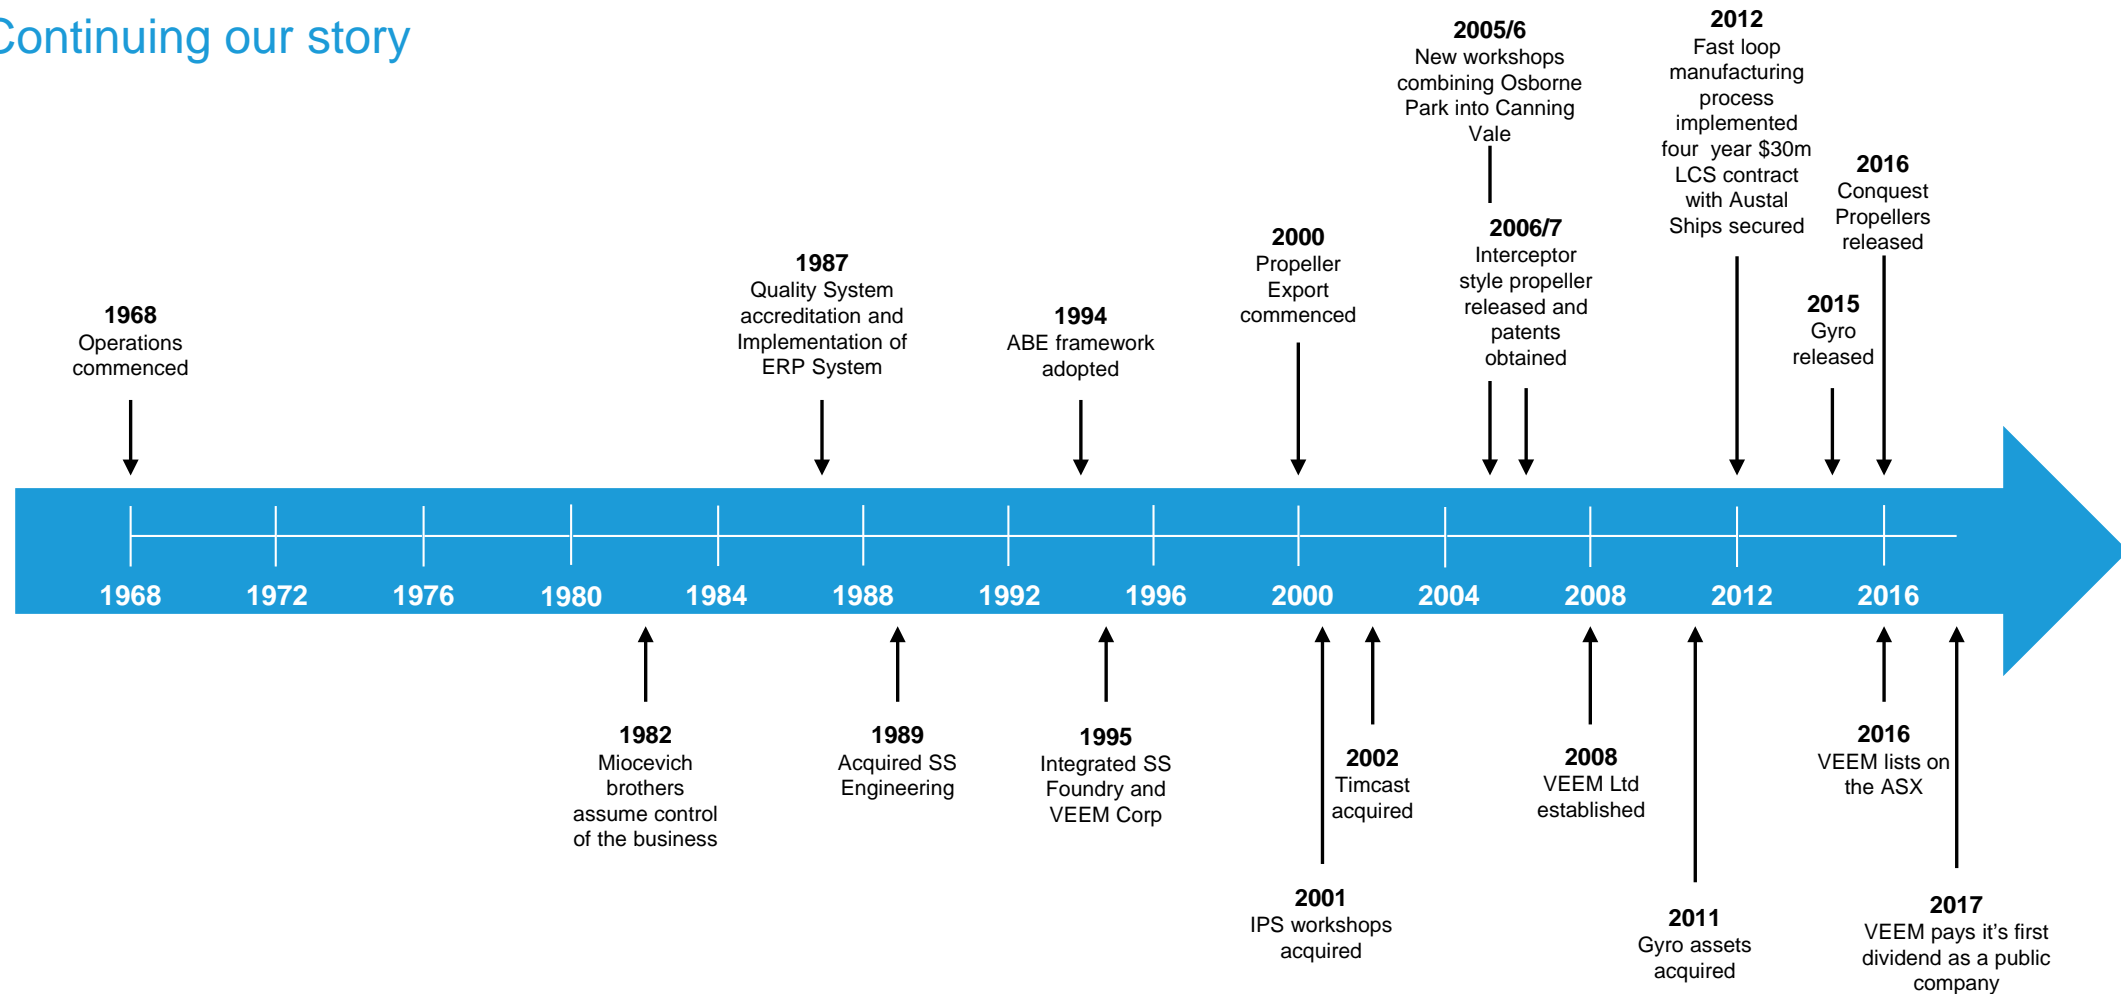 Continuing our story
1968
Operations
commenced
1987
Quality System
accreditation and
Implementation of
ERP System
1994
ABE framework
adopted
2000
Propeller
Export
commenced
2005/6
New workshops
combining Osborne
Park into Canning
Vale
2006/7
Interceptor
style propeller
released and
patents
obtained
2012
Fast loop
manufacturing
process
implemented
four  year $30m
LCS contract
with Austal
Ships secured
2015
Gyro
released
2016
Conquest
Propellers
released
1968 1972 1976 1980 1984 1988 1992 1996 2000 2004 2008 2012 2016
1982
Miocevich
brothers
assume control
of the business
1989
Acquired SS
Engineering
1995
Integrated SS
Foundry and
VEEM Corp
2001
IPS workshops
acquired
2002
Timcast
acquired
2008
VEEM Ltd
established
2011
Gyro assets
acquired
2016
VEEM lists on
the ASX
2017
VEEM pays it's first
dividend as a public
company